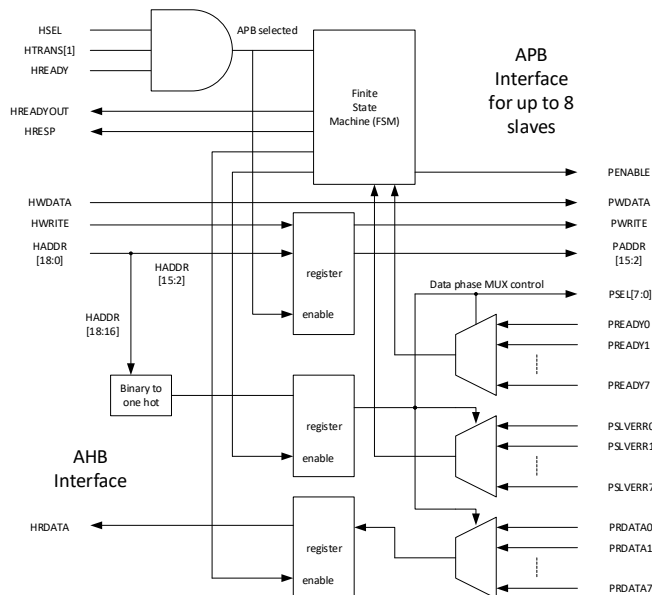 HSEL
HTRANS[1]
HREADY
APB selected
Finite
State
Machine (FSM)
APB
Interface
for up to 8
slaves
HREADYOUT
HRESP
PENABLE
HWDATA
PWDATA
HWRITE
PWRITE
HADDR
[18:0]
HADDR
[15:2]
register
enable
PADDR
[15:2]
Data phase MUX control
PSEL[7:0]
HADDR
[18:16]
PREADY0
PREADY1
PREADY7
Binary to
one hot
register
enable
PSLVERR0
PSLVERR1
PSLVERR7
AHB
Interface
HRDATA
register
enable
PRDATA0
PRDATA1
PRDATA7